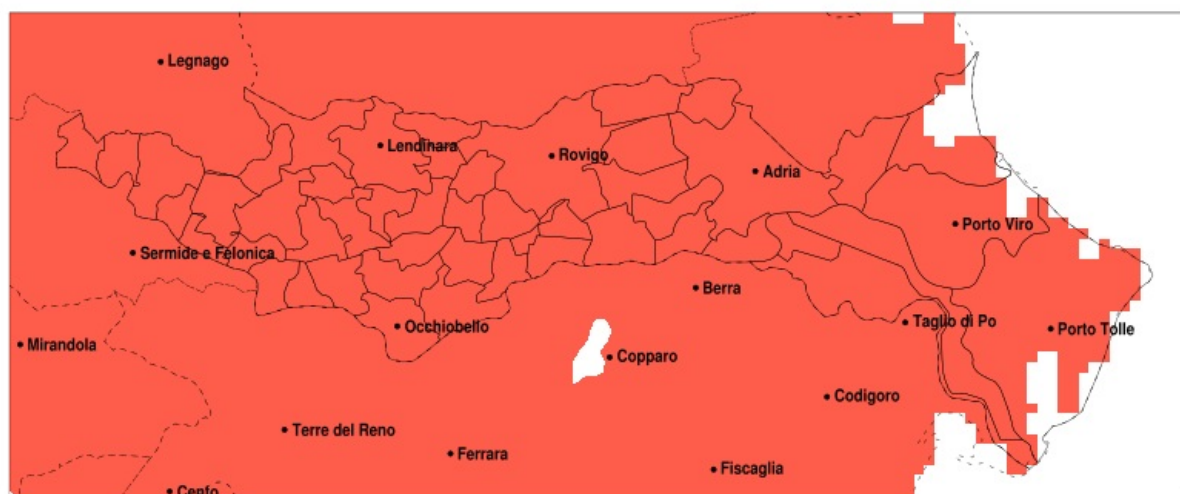 Legnago
Lendinara
Rovigo
Adria
Porto Viro
Sermide e Felonica
Berra
Occhiobello
Taglio di Po
Porto Tolle
Mirandola
Copparo
Codigoro
Terre del Reno
Ferrara
Fiscaglia
Cento